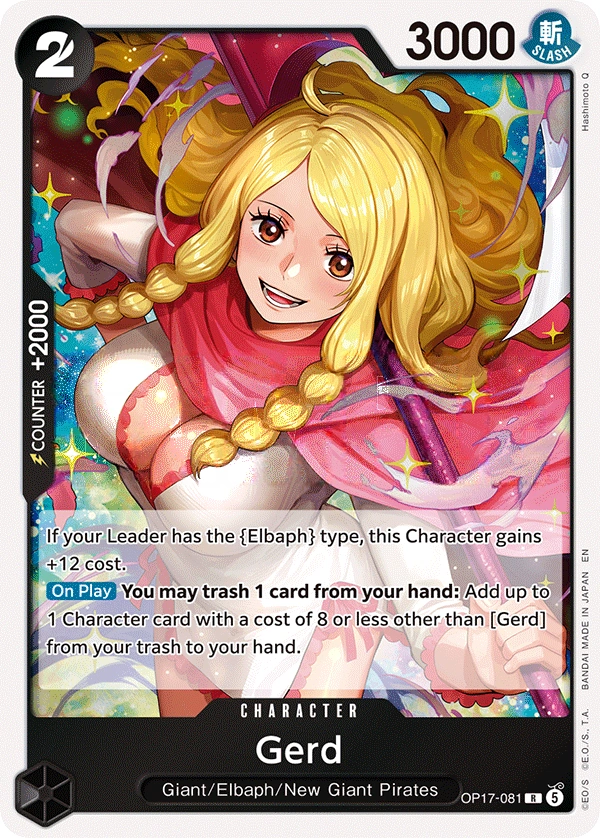 2
3000
斬
SLASH
Hashimoto Q
COUNTER +2000
If your Leader has the {Elbaph} type, this Character gains
+12 cost.
On Play You may trash 1 card from your hand: Add up to
1 Character card with a cost of 8 or less other than [Gerd]
from your trash to your hand.
CHARACTER
Gerd
Giant/Elbaph/New Giant Pirates
OP17-081 R 5
©EO/S ©E.O./S., T.A. BANDAI MADE IN JAPAN EN